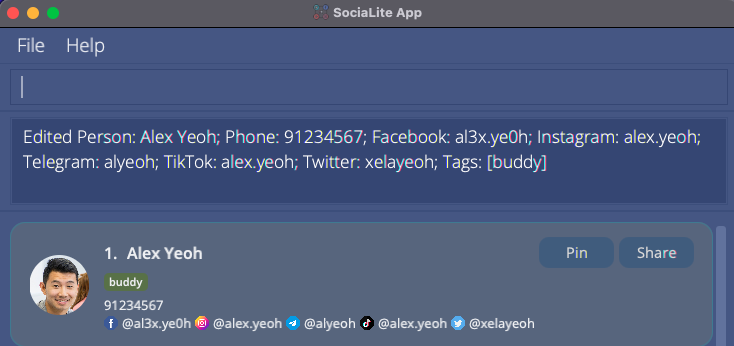 SociaLite App
File Help
Edited Person: Alex Yeoh; Phone: 91234567; Facebook: al3x.ye0h; Instagram: alex.yeoh;
Telegram: alyeoh; TikTok: alex.yeoh; Twitter: xelayeoh; Tags: [buddy]
1. Alex Yeoh Pin Share
buddy
91234567
@al3x.ye0h @alex.yeoh @alyeoh @alex.yeoh @xelayeoh